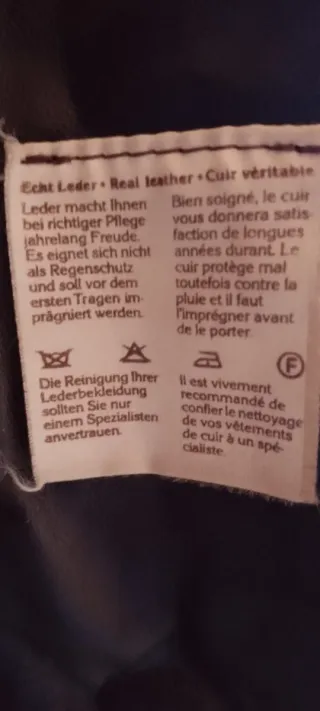 Echt Leder • Real leather • Cuir véritable
Leder macht Ihnen
bei richtiger Pflege
jahrelang Freude.
Es eignet sich nicht
als Regenschutz
und soll vor dem
ersten Tragen im-
prägniert werden.
Bien soigné, le cuir
vous donnera satis-
faction de longues
années durant. Le
cuir protège mal
toutefois contre la
pluie et il faut
l'imprégner avant
de le porter.
F
Die Reinigung Ihrer
Lederbekleidung
sollten Sie nur
einem Spezialisten
anvertrauen.
Il est vivement
recommandé de
confier le nettoyage
de vos vêtements
de cuir à un spé-
cialiste.